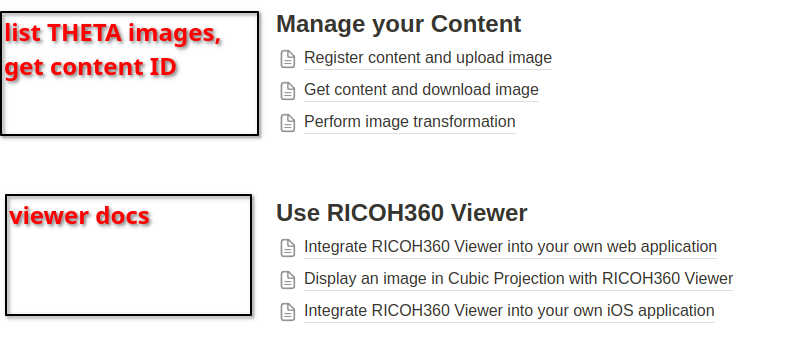 list THETA images,
get content ID
Manage your Content
Register content and upload image
Get content and download image
Perform image transformation
viewer docs
Use RICOH360 Viewer
Integrate RICOH360 Viewer into your own web application
Display an image in Cubic Projection with RICOH360 Viewer
Integrate RICOH360 Viewer into your own iOS application